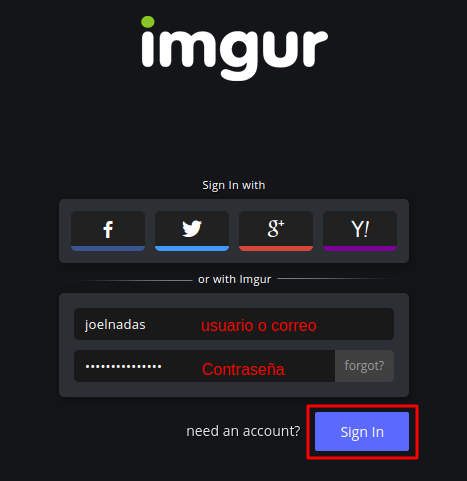 imgur
Sign In with
f
g+
Y!
or with Imgur
joelnadas usuario o correo
••••••••••••••• Contraseña forgot?
need an account? Sign In